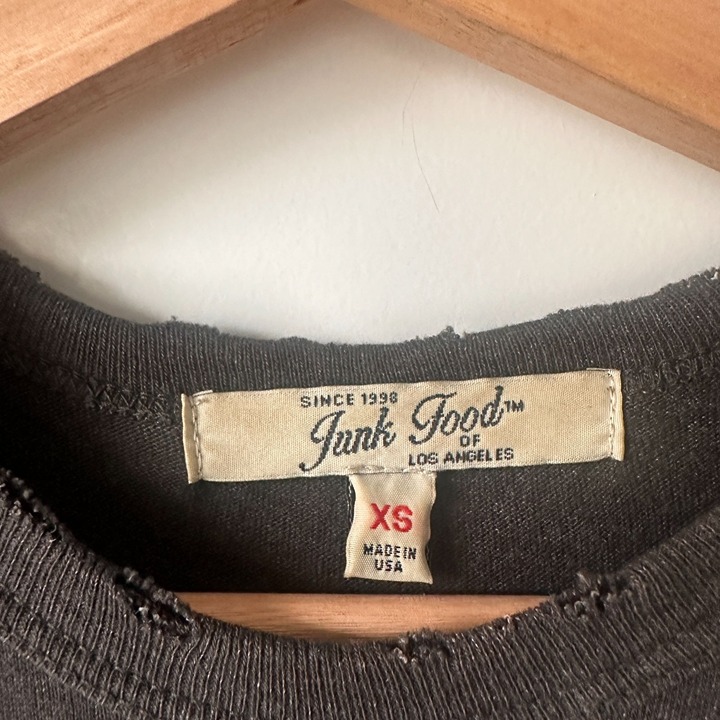 SINCE 1998
Junk Food™
OF
LOS ANGELES
XS
MADE IN
USA